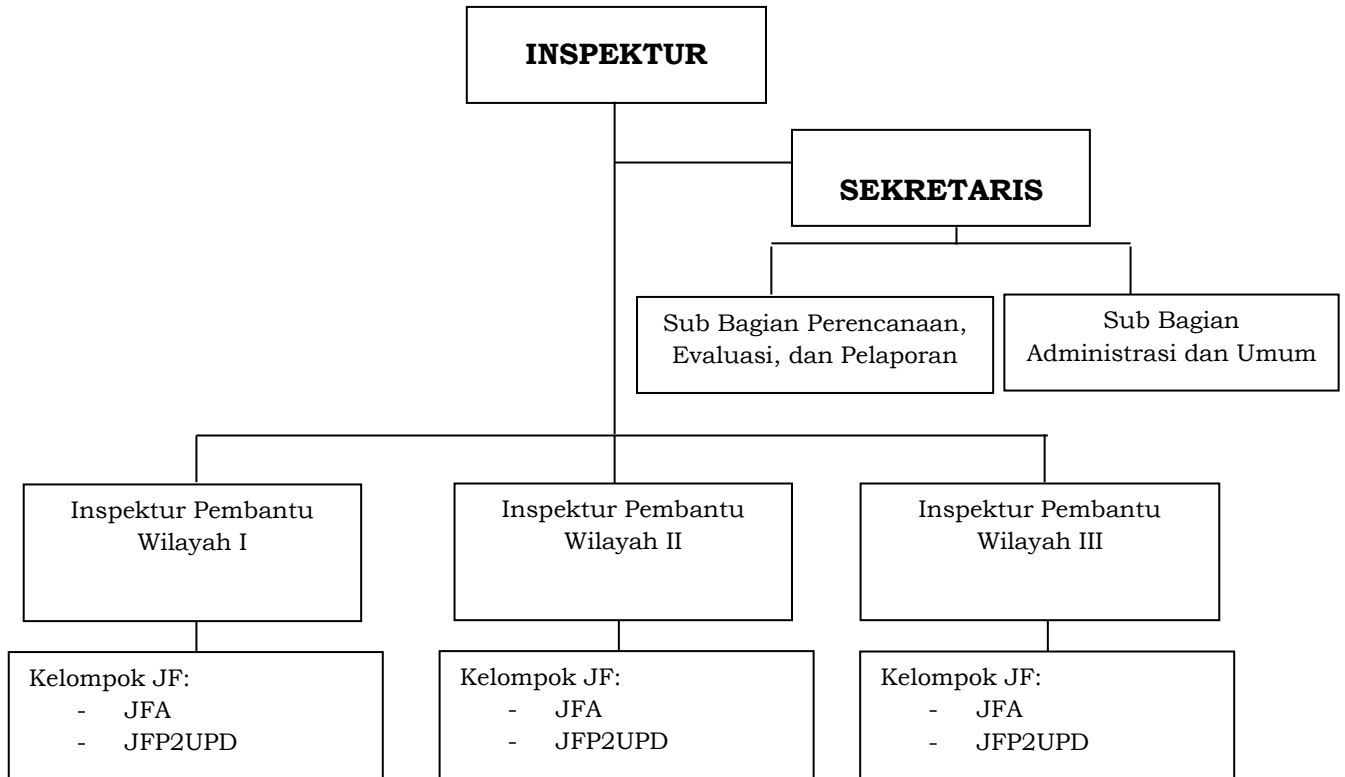 INSPEKTUR
SEKRETARIS
Sub Bagian Perencanaan,
Evaluasi, dan Pelaporan
Sub Bagian
Administrasi dan Umum
Inspektur Pembantu
Wilayah I
Inspektur Pembantu
Wilayah II
Inspektur Pembantu
Wilayah III
Kelompok JF:
- JFA
- JFP2UPD
Kelompok JF:
- JFA
- JFP2UPD
Kelompok JF:
- JFA
- JFP2UPD